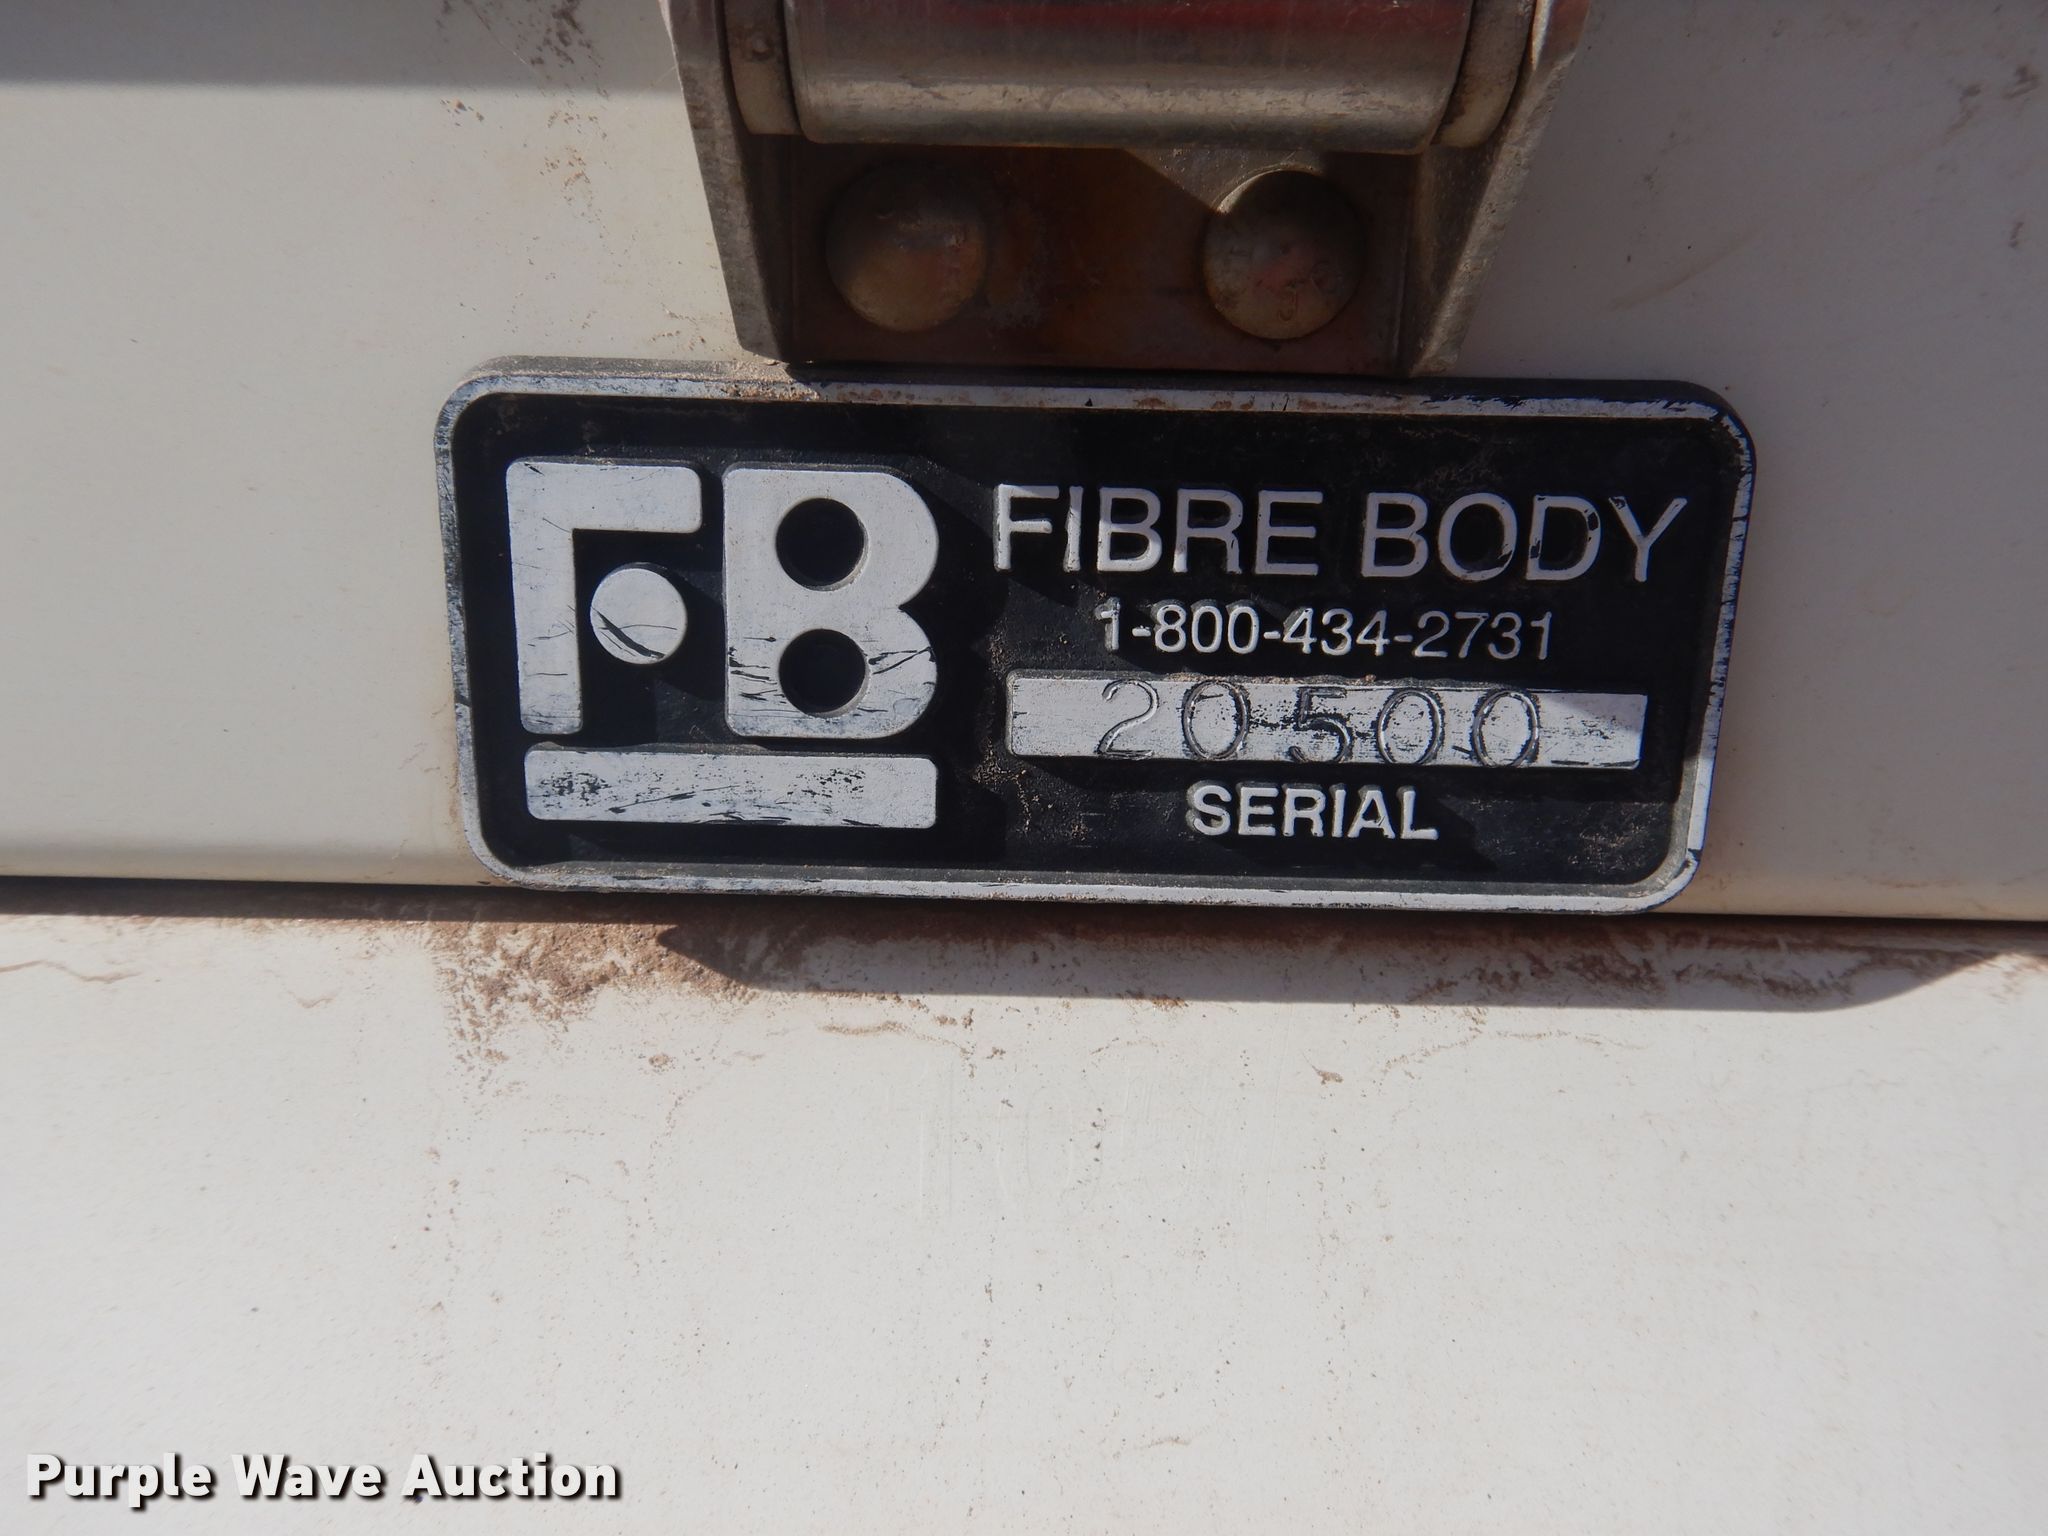 FB
FIBRE BODY
1-800-434-2731
20500
SERIAL
Purple Wave Auction